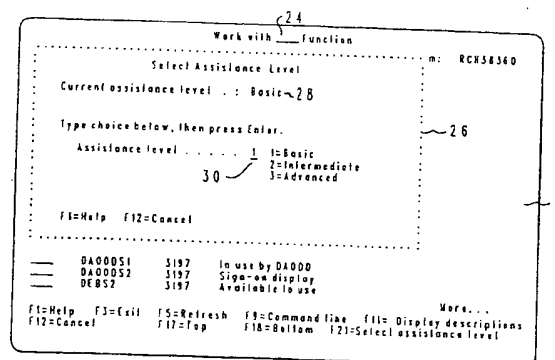 24
Work with ___ Function
m: RCH38360
Select Assistance Level
Current assistance level . : Basic 28
Type choice below, then press Enter.
26
Assistance level . . . . . 1 1=Basic
2=Intermediate
30
3=Advanced
F1=Help F12=Cancel
DA00DS1 3197 In use by DA00D
DA00DS2 3197 Sign-on display
DEBS2 3197 Available to use
More...
F1=Help F3=Exit F5=Refresh F9=Command line F11= Display descriptions
F12=Cancel F17=Top F18=Bottom F21=Select assistance level